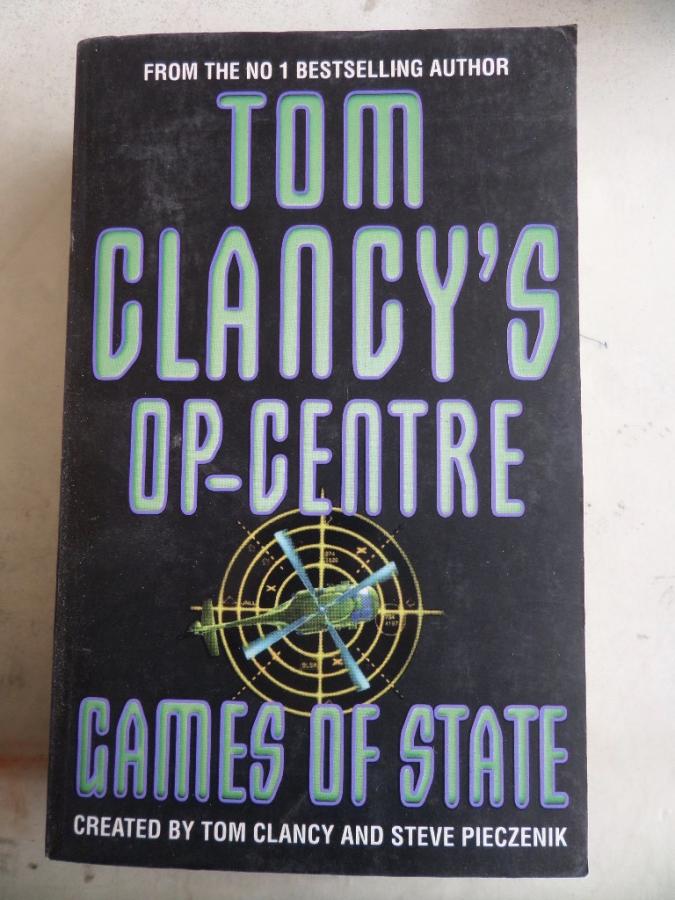 FROM THE NO 1 BESTSELLING AUTHOR
TOM
CLANCY'S
OP-CENTRE
GAMES OF STATE
CREATED BY TOM CLANCY AND STEVE PIECZENIK